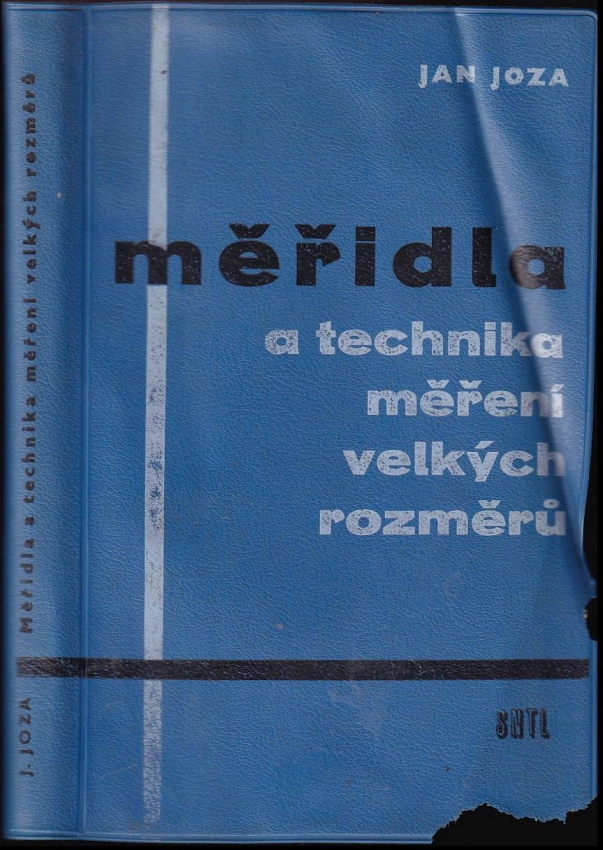 JAN JOZA
měřidla
a technika
měření
velkých
rozměrů
SNTL
J. JOZA Měřidla a technika měření velkých rozměrů